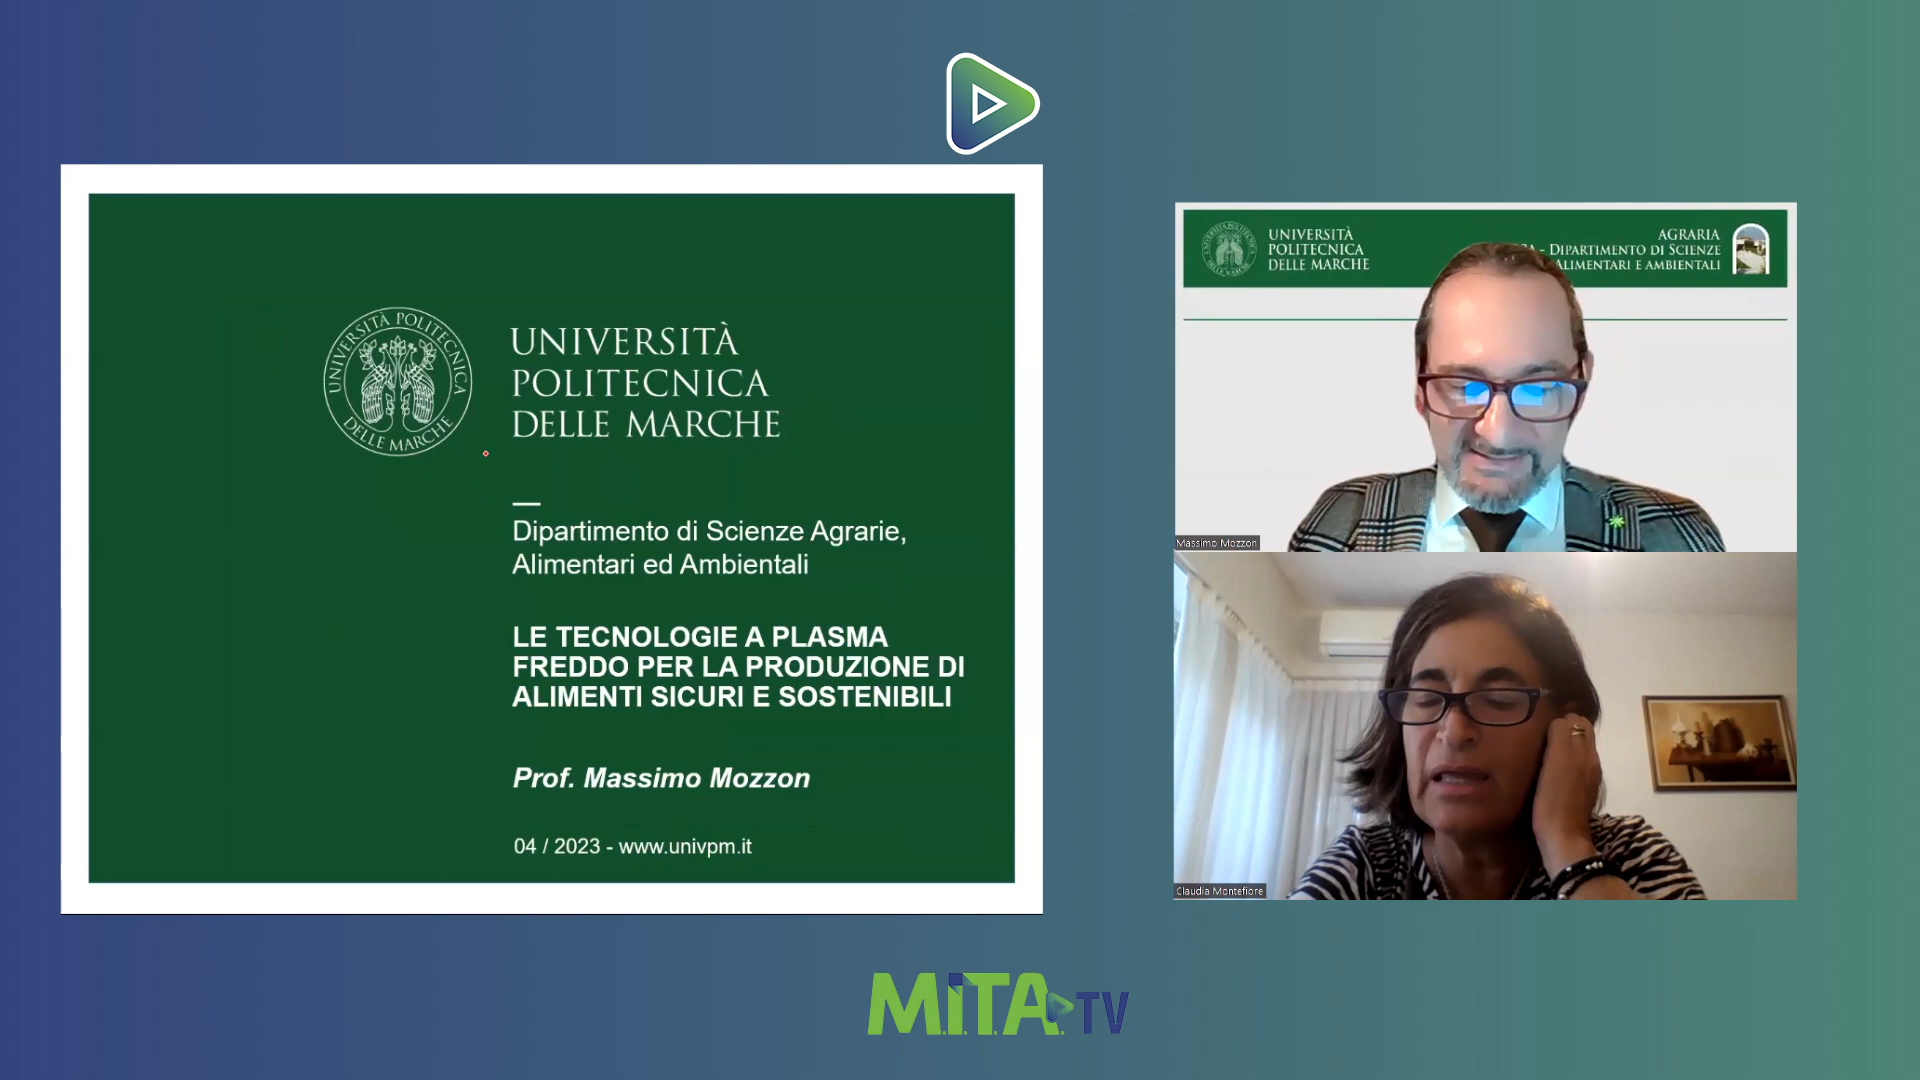 UNIVERSITÀ POLITECNICA
DELLE MARCHE
UNIVERSITÀ
POLITECNICA
DELLE MARCHE
Dipartimento di Scienze Agrarie,
Alimentari ed Ambientali
LE TECNOLOGIE A PLASMA
FREDDO PER LA PRODUZIONE DI
ALIMENTI SICURI E SOSTENIBILI
Prof. Massimo Mozzon
04 / 2023 - www.univpm.it
UNIVERSITÀ
POLITECNICA
DELLE MARCHE
AGRARIA
- DIPARTIMENTO DI SCIENZE
ALIMENTARI E AMBIENTALI
Massimo Mozzon
Claudia Montefiore
M.I.T.A. TV